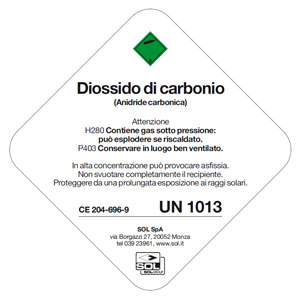 Diossido di carbonio
(Anidride carbonica)
Attenzione
H280 Contiene gas sotto pressione:
può esplodere se riscaldato.
P403 Conservare in luogo ben ventilato.
In alta concentrazione può provocare asfissia.
Non svuotare completamente il recipiente.
Proteggere da una prolungata esposizione ai raggi solari.
CE 204-696-9 UN 1013
SOL SpA
via Borgazzi 27, 20052 Monza
tel 039 23961, www.sol.it
SOL
SOLGROUP